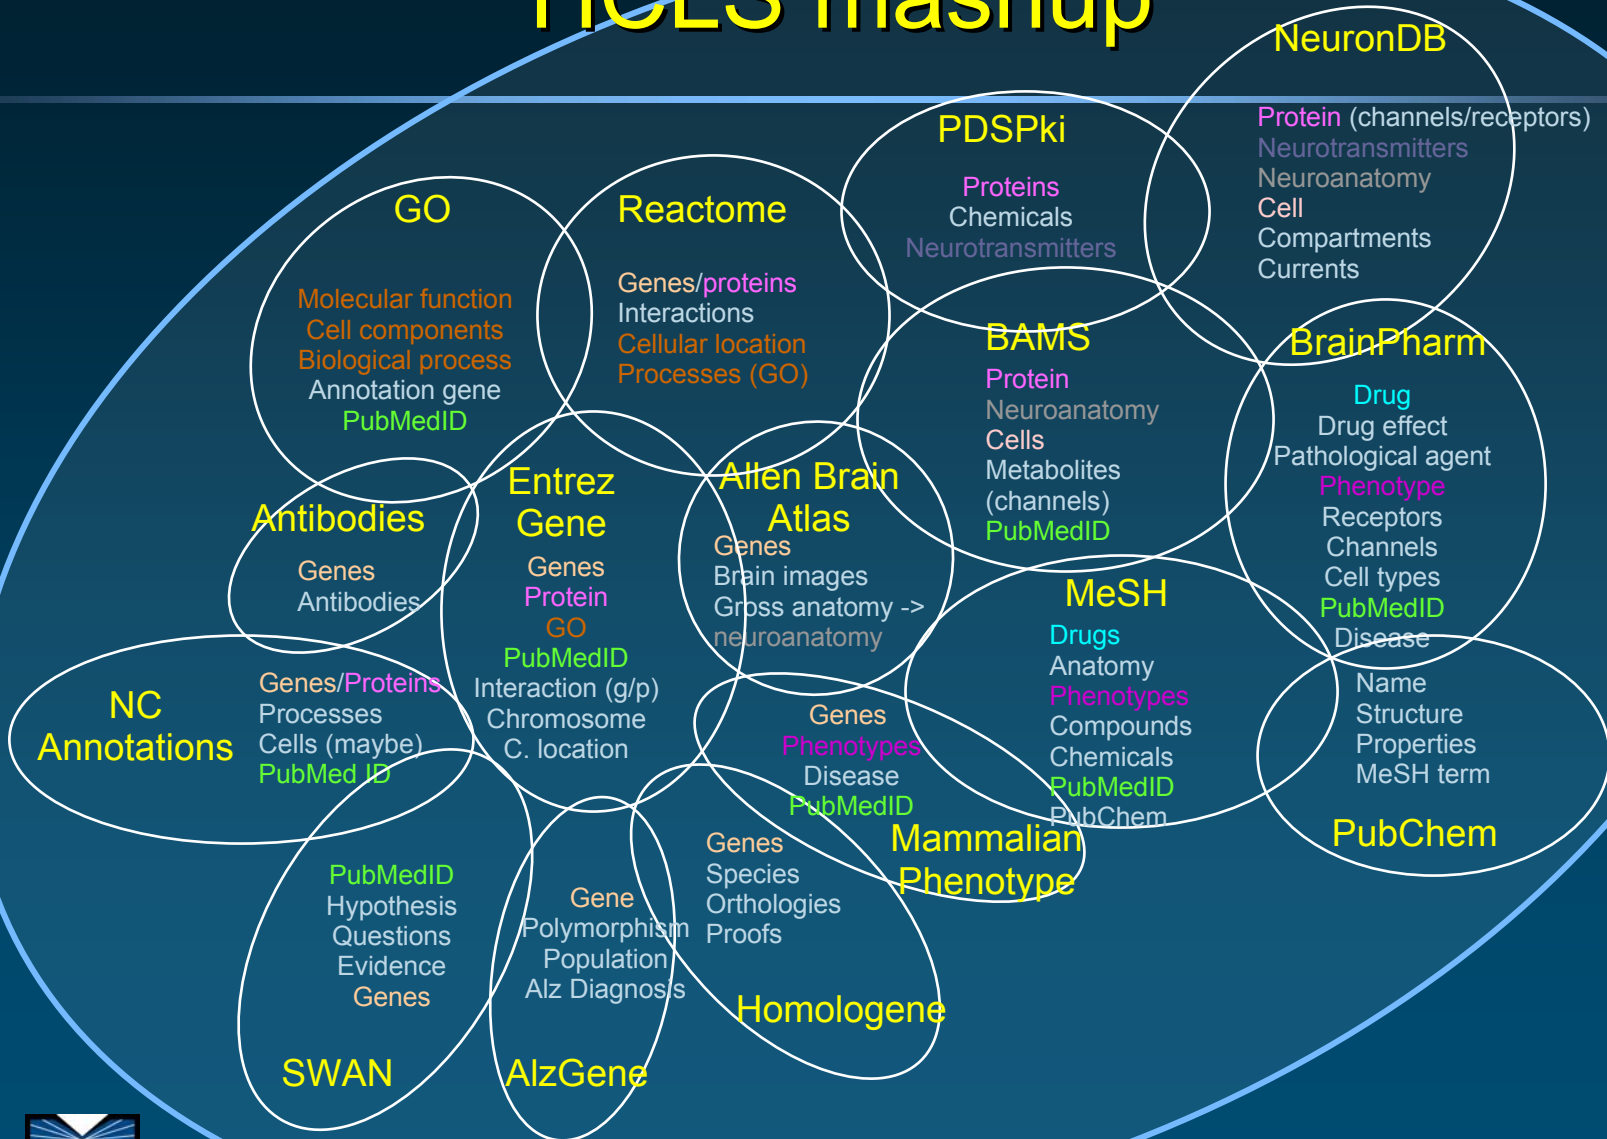 HCLS mashup
NeuronDB
Protein (channels/receptors)
Neurotransmitters
Neuroanatomy
Cell
Compartments
Currents
PDSPki
Proteins
Chemicals
Neurotransmitters
GO
Molecular function
Cell components
Biological process
Annotation gene
PubMedID
Reactome
Genes/proteins
Interactions
Cellular location
Processes (GO)
BAMS
Protein
Neuroanatomy
Cells
Metabolites
(channels)
PubMedID
BrainPharm
Drug
Drug effect
Pathological agent
Phenotype
Receptors
Channels
Cell types
PubMedID
Disease
Antibodies
Genes
Antibodies
Entrez
Gene
Genes
Protein
GO
PubMedID
Interaction (g/p)
Chromosome
C. location
Allen Brain
Atlas
Genes
Brain images
Gross anatomy ->
neuroanatomy
MeSH
Drugs
Anatomy
Phenotypes
Compounds
Chemicals
PubMedID
PubChem
NC
Annotations
Genes/Proteins
Processes
Cells (maybe)
PubMed ID
Genes
Phenotypes
Disease
PubMedID
Mammalian
Phenotype
Name
Structure
Properties
MeSH term
PubChem
PubMedID
Hypothesis
Questions
Evidence
Genes
SWAN
Gene
Polymorphism
Population
Alz Diagnosis
AlzGene
Genes
Species
Orthologies
Proofs
Homologene